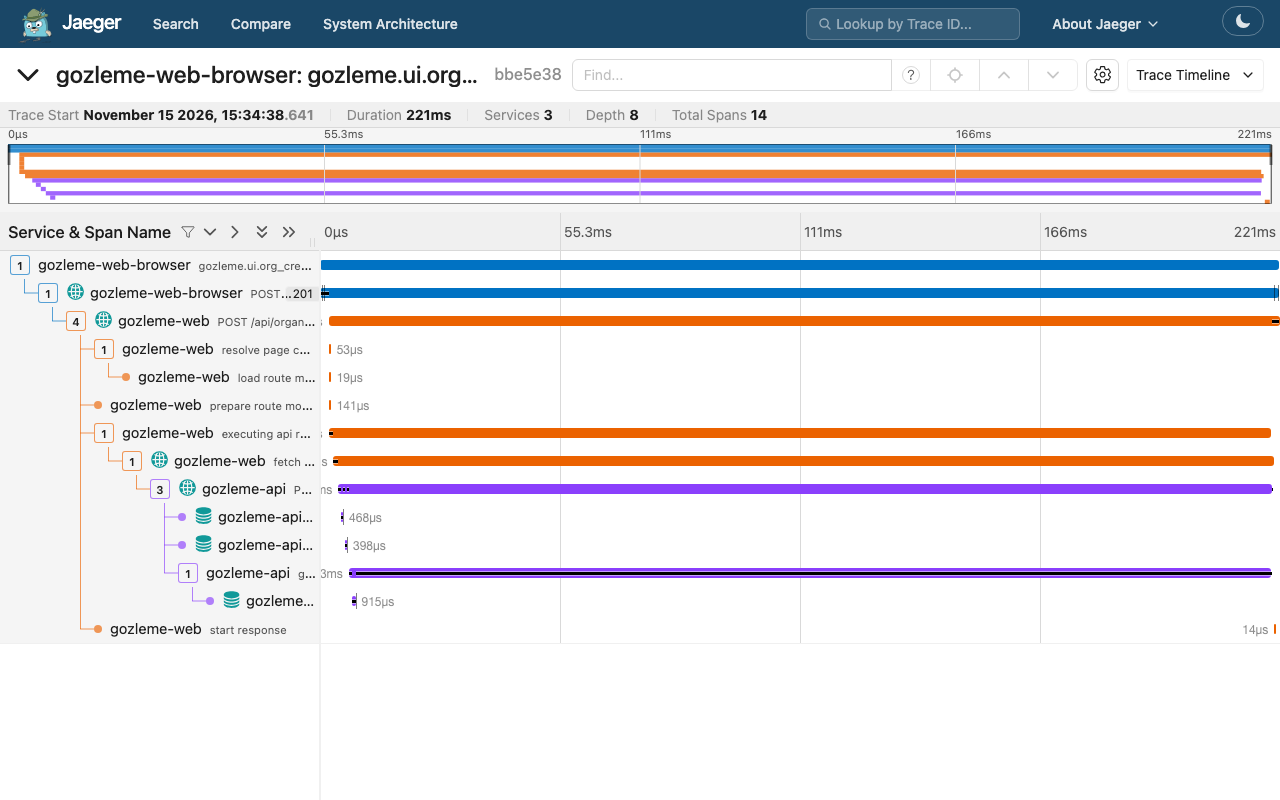 Jaeger Search Compare System Architecture Lookup by Trace ID... About Jaeger
gozleme-web-browser: gozleme.ui.org... bbe5e38 Find... ? Trace Timeline
Trace Start November 15 2026, 15:34:38.641 Duration 221ms Services 3 Depth 8 Total Spans 14
0μs 55.3ms 111ms 166ms 221ms
Service & Span Name 0μs 55.3ms 111ms 166ms 221ms
1 gozleme-web-browser gozleme.ui.org_cre...
1 gozleme-web-browser POST... 201
4 gozleme-web POST /api/organ...
1 gozleme-web resolve page c... 53μs
gozleme-web load route m... 19μs
gozleme-web prepare route mo... 141μs
1 gozleme-web executing api r...
1 gozleme-web fetch ... s
3 gozleme-api P... ms
gozleme-api... 468μs
gozleme-api... 398μs
1 gozleme-api g... 3ms
gozleme... 915μs
gozleme-web start response 14μs